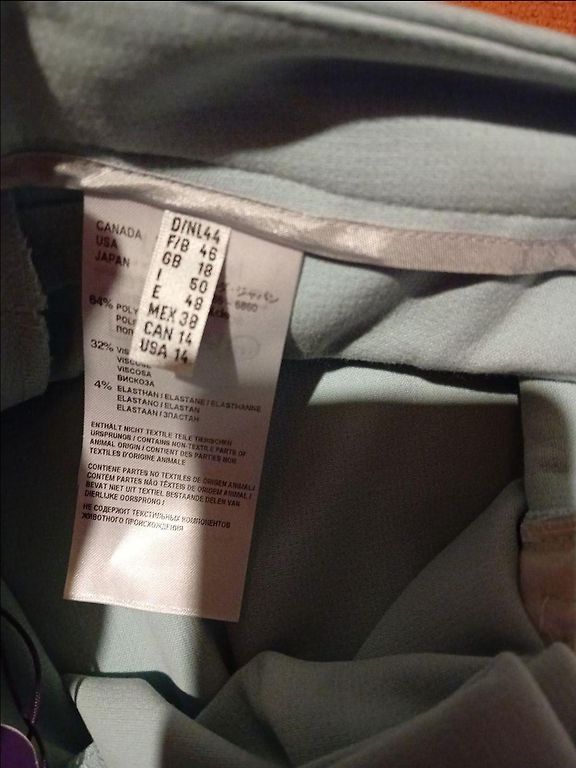 CANADA
USA
JAPAN
D/NL 44
F/B 46
GB 18
I 50
E 48
MEX 38
CAN 14
USA 14
64% POLY
32% VIS
VISCOSE
VISCOSA
ВИСКОЗА
4% ELASTHAN / ELASTANE / ELASTHANNE
ELASTANO / ELASTAN
ELASTAAN / ЭЛАСТАН
ENTHÄLT NICHT TEXTILE TEILE TIERISCHEN
URSPRUNGS / CONTAINS NON-TEXTILE PARTS OF
ANIMAL ORIGIN / CONTIENT DES PARTIES NON
TEXTILES D'ORIGINE ANIMALE
CONTIENE PARTES NO TEXTILES DE ORIGEN ANIMAL /
CONTÉM PARTES NÃO TÊXTEIS DE ORIGEM ANIMAL /
BEVAT NIET UIT TEXTIEL BESTAANDE DELEN VAN
DIERLIJKE OORSPRONG /
НЕ СОДЕРЖИТ ТЕКСТИЛЬНЫХ КОМПОНЕНТОВ
ЖИВОТНОГО ПРОИСХОЖДЕНИЯ